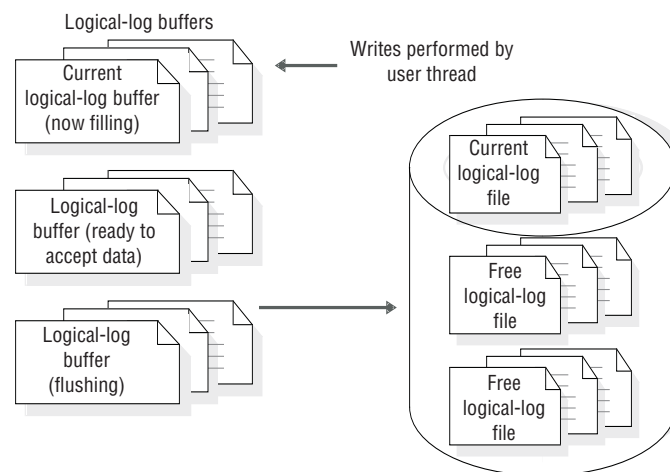 Logical-log buffers
Writes performed by
user thread
Current
logical-log buffer
(now filling)
Current
logical-log
file
Logical-log
buffer (ready to
accept data)
Free
logical-log
file
Logical-log
buffer
(flushing)
Free
logical-log
file